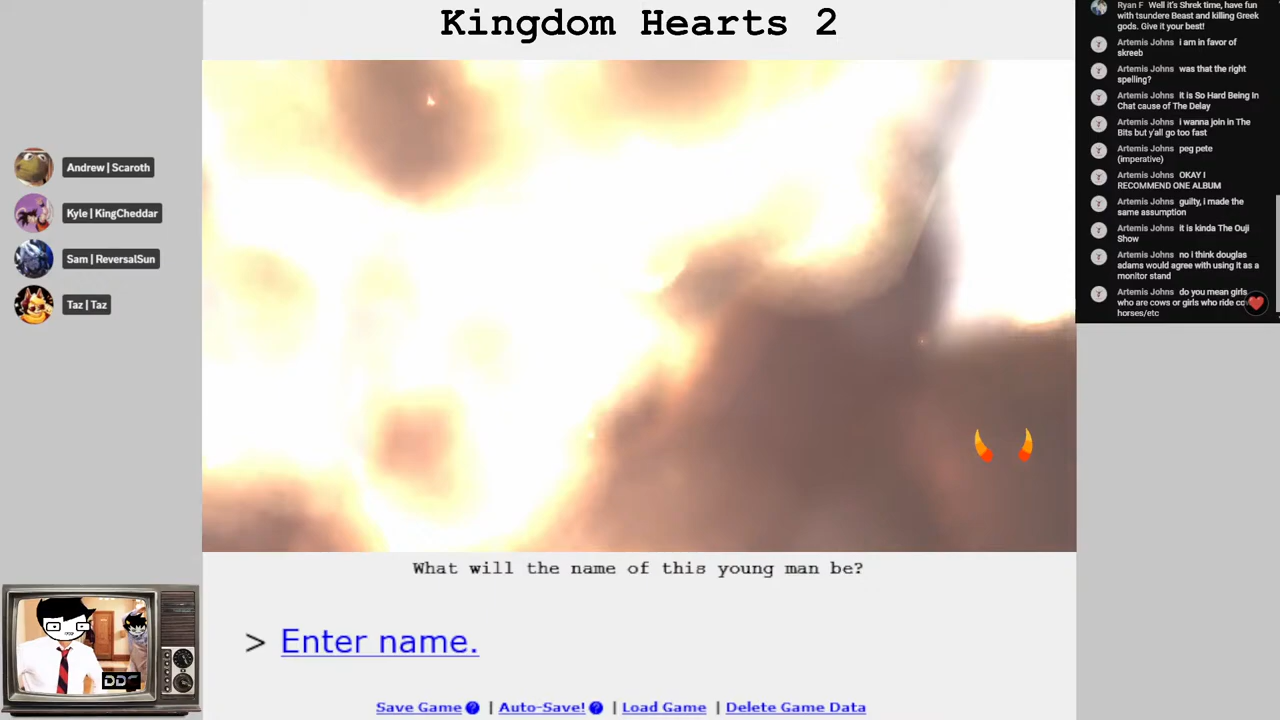 Kingdom Hearts 2
Andrew | Scaroth
Kyle | KingCheddar
Sam | ReversalSun
Taz | Taz
Ryan F Well it's Shrek time, have fun
with tsundere Beast and killing Greek
gods. Give it your best!
Artemis Johns i am in favor of
skreeb
Artemis Johns was that the right
spelling?
Artemis Johns it is So Hard Being In
Chat cause of The Delay
Artemis Johns i wanna join in The
Bits but y'all go too fast
Artemis Johns peg pete
(imperative)
Artemis Johns OKAY I
RECOMMEND ONE ALBUM
Artemis Johns guilty, i made the
same assumption
Artemis Johns it is kinda The Ouji
Show
Artemis Johns no i think douglas
adams would agree with using it as a
monitor stand
Artemis Johns do you mean girls
who are cows or girls who ride
horses/etc
What will the name of this young man be?
> Enter name.
Save Game ? | Auto-Save! ? | Load Game | Delete Game Data